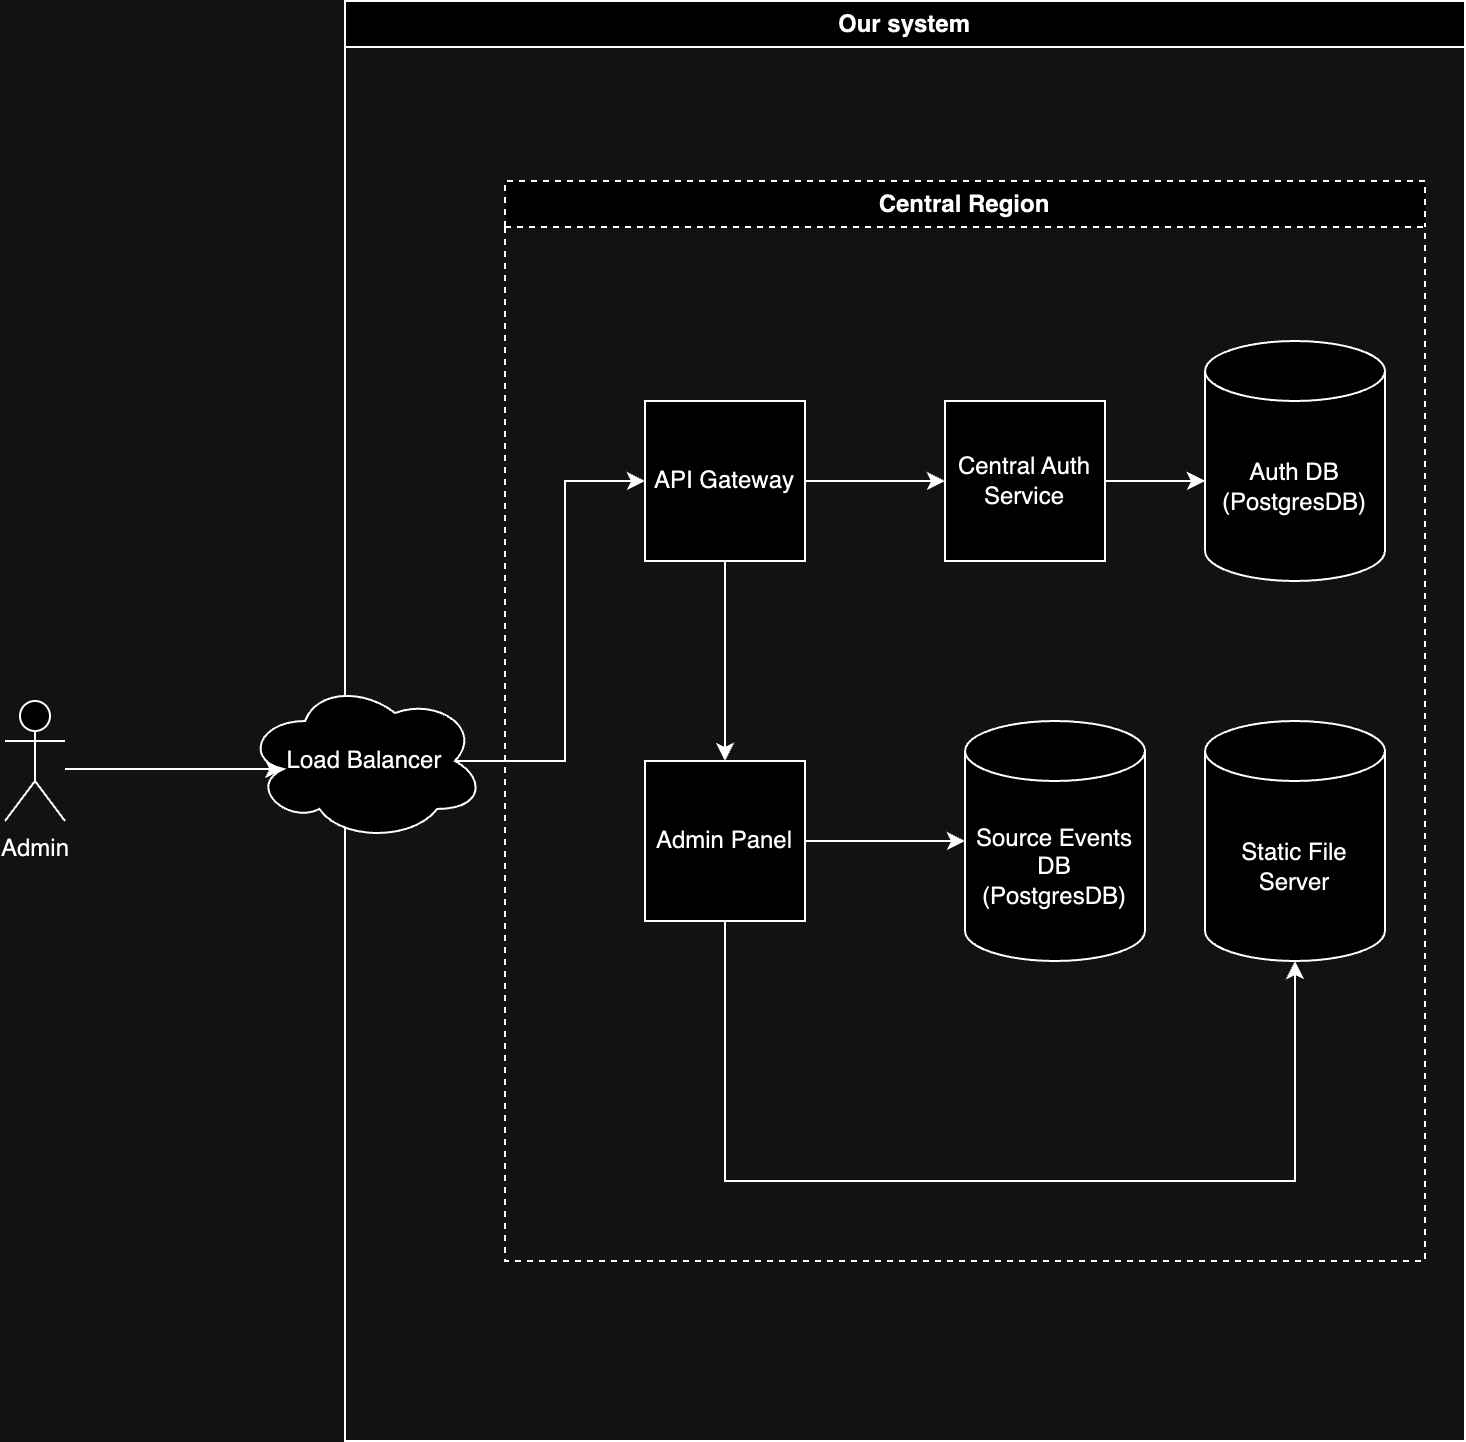 Our system
Central Region
API Gateway
Central Auth
Service
Auth DB
(PostgresDB)
Load Balancer
Admin
Admin Panel
Source Events
DB
(PostgresDB)
Static File
Server